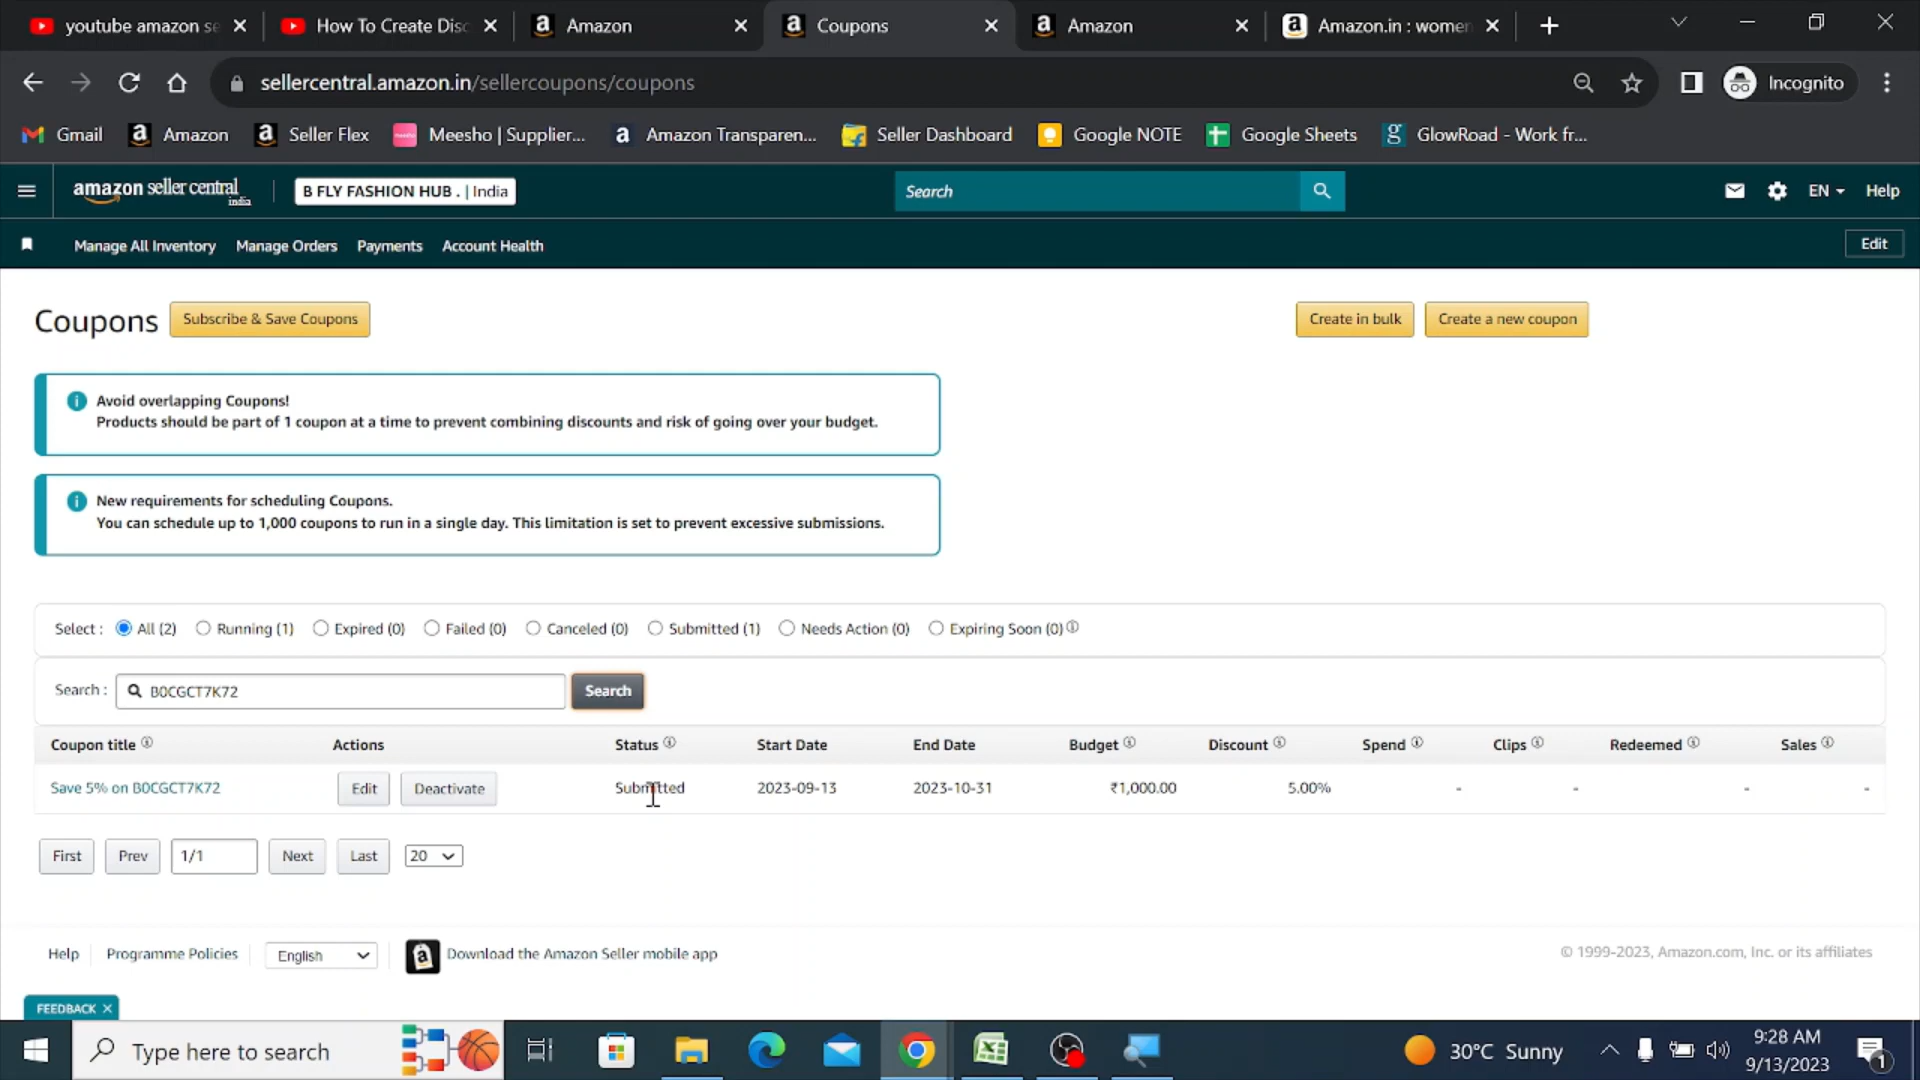 youtube amazon se
How To Create Disc
Amazon
Coupons
Amazon
Amazon.in : women
sellercentral.amazon.in/sellercoupons/coupons
Incognito
Gmail
Amazon
Seller Flex
Meesho | Supplier...
Amazon Transparen...
Seller Dashboard
Google NOTE
Google Sheets
GlowRoad - Work fr...
amazon seller central
india
B FLY FASHION HUB . | India
Search
EN
Help
Manage All Inventory
Manage Orders
Payments
Account Health
Edit
Coupons
Subscribe & Save Coupons
Create in bulk
Create a new coupon
Avoid overlapping Coupons!
Products should be part of 1 coupon at a time to prevent combining discounts and risk of going over your budget.
New requirements for scheduling Coupons.
You can schedule up to 1,000 coupons to run in a single day. This limitation is set to prevent excessive submissions.
Select : All (2) Running (1) Expired (0) Failed (0) Canceled (0) Submitted (1) Needs Action (0) Expiring Soon (0)
Search : B0CGCT7K72 Search
Coupon title Actions Status Start Date End Date Budget Discount Spend Clips Redeemed Sales
Save 5% on B0CGCT7K72 Edit Deactivate Submitted 2023-09-13 2023-10-31 ₹1,000.00 5.00% - - - -
First Prev 1/1 Next Last 20
Help Programme Policies English Download the Amazon Seller mobile app
© 1999-2023, Amazon.com, Inc. or its affiliates
FEEDBACK
Type here to search
30°C Sunny
9:28 AM
9/13/2023
1